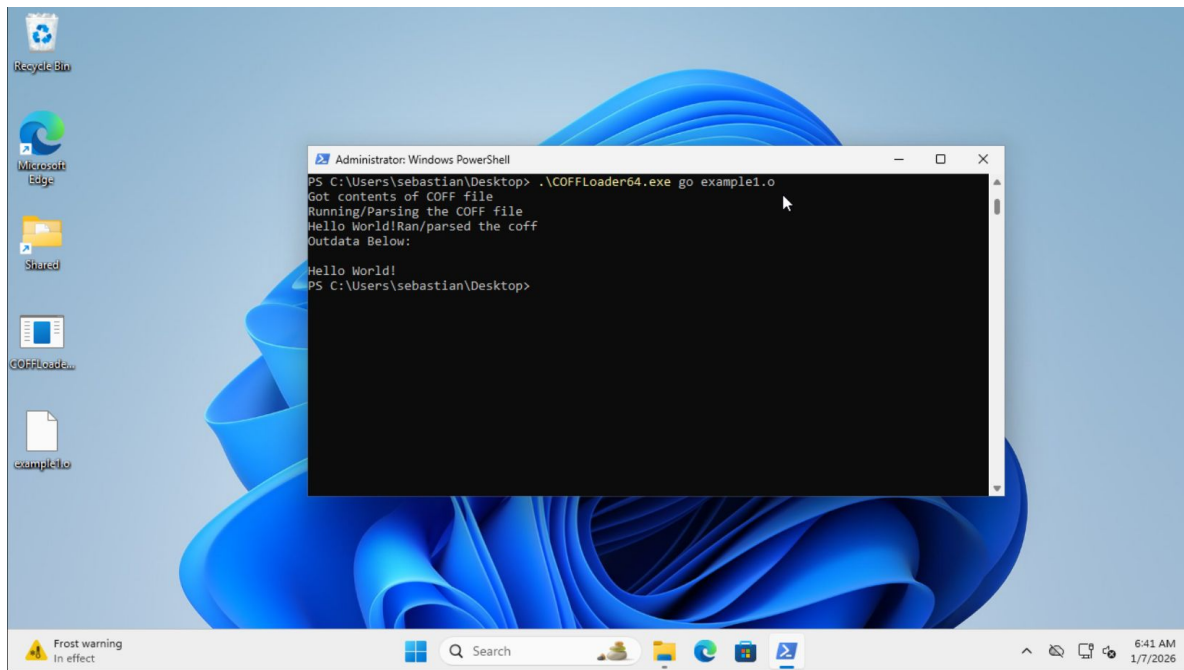 Recycle Bin
Microsoft
Edge
Shared
COFFLoade...
example1.o
Administrator: Windows PowerShell
PS C:\Users\sebastian\Desktop> .\COFFLoader64.exe go example1.o
Got contents of COFF file
Running/Parsing the COFF file
Hello World!Ran/parsed the coff
Outdata Below:
Hello World!
PS C:\Users\sebastian\Desktop>
Frost warning
In effect
Search
6:41 AM
1/7/2026